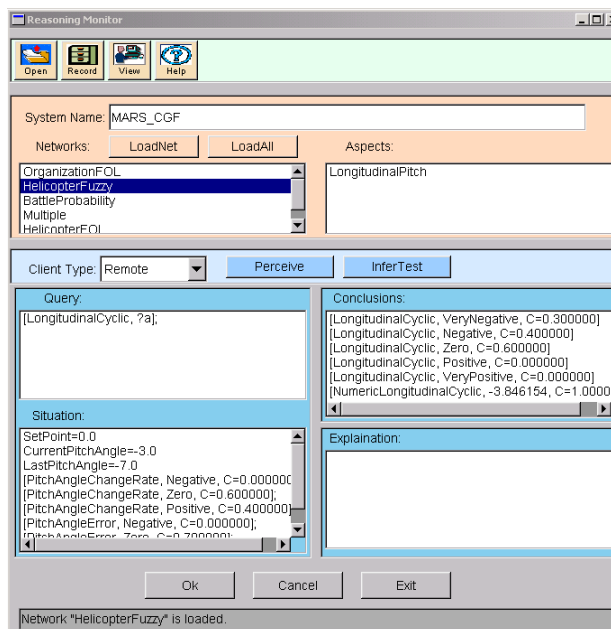 Reasoning Monitor
Open Record View Help
System Name: MARS_CGF
Networks: LoadNet LoadAll Aspects:
OrganizationFOL
HelicopterFuzzy
BattleProbability
Multiple
HelicopterFOL
LongitudinalPitch
Client Type: Remote Perceive InferTest
Query:
[LongitudinalCyclic, ?a];
Conclusions:
[LongitudinalCyclic, VeryNegative, C=0.300000]
[LongitudinalCyclic, Negative, C=0.400000]
[LongitudinalCyclic, Zero, C=0.600000]
[LongitudinalCyclic, Positive, C=0.000000]
[LongitudinalCyclic, VeryPositive, C=0.000000]
[NumericLongitudinalCyclic, -3.846154, C=1.0000
Situation:
SetPoint=0.0
CurrentPitchAngle=-3.0
LastPitchAngle=-7.0
[PitchAngleChangeRate, Negative, C=0.000000
[PitchAngleChangeRate, Zero, C=0.600000];
[PitchAngleChangeRate, Positive, C=0.400000]
[PitchAngleError, Negative, C=0.000000];
[PitchAngleError, Zero, C=0.700000];
Explaination:
Ok Cancel Exit
Network "HelicopterFuzzy" is loaded.